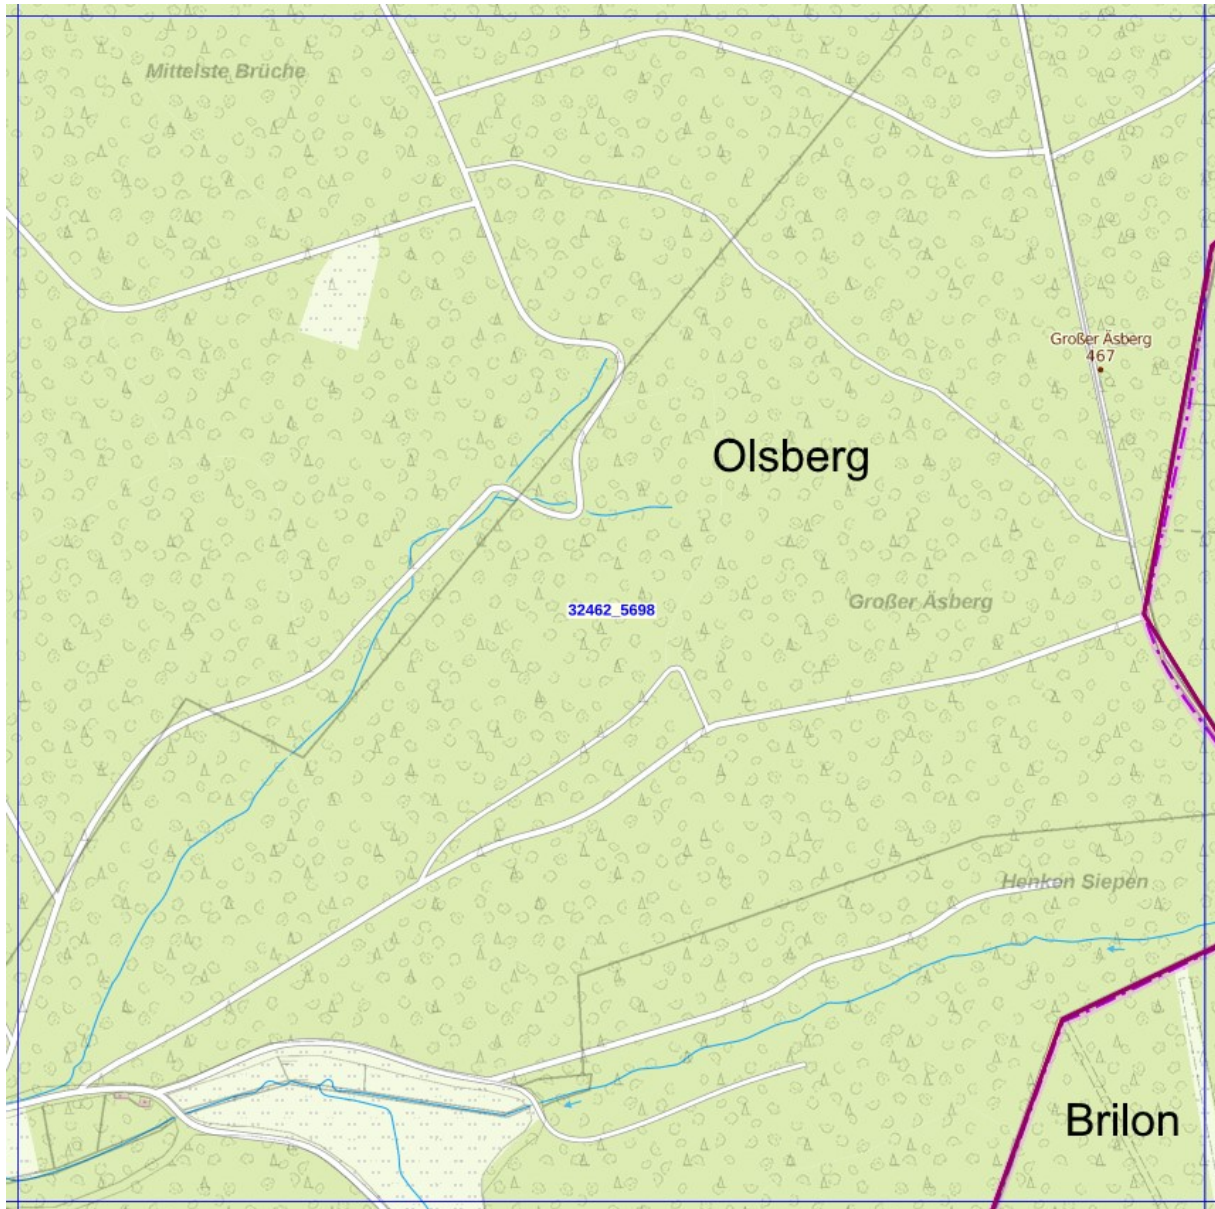 Mittelste Brüche
Großer Äsberg
467
Olsberg
Großer Äsberg
32462_5698
Henken Siepen
Brilon